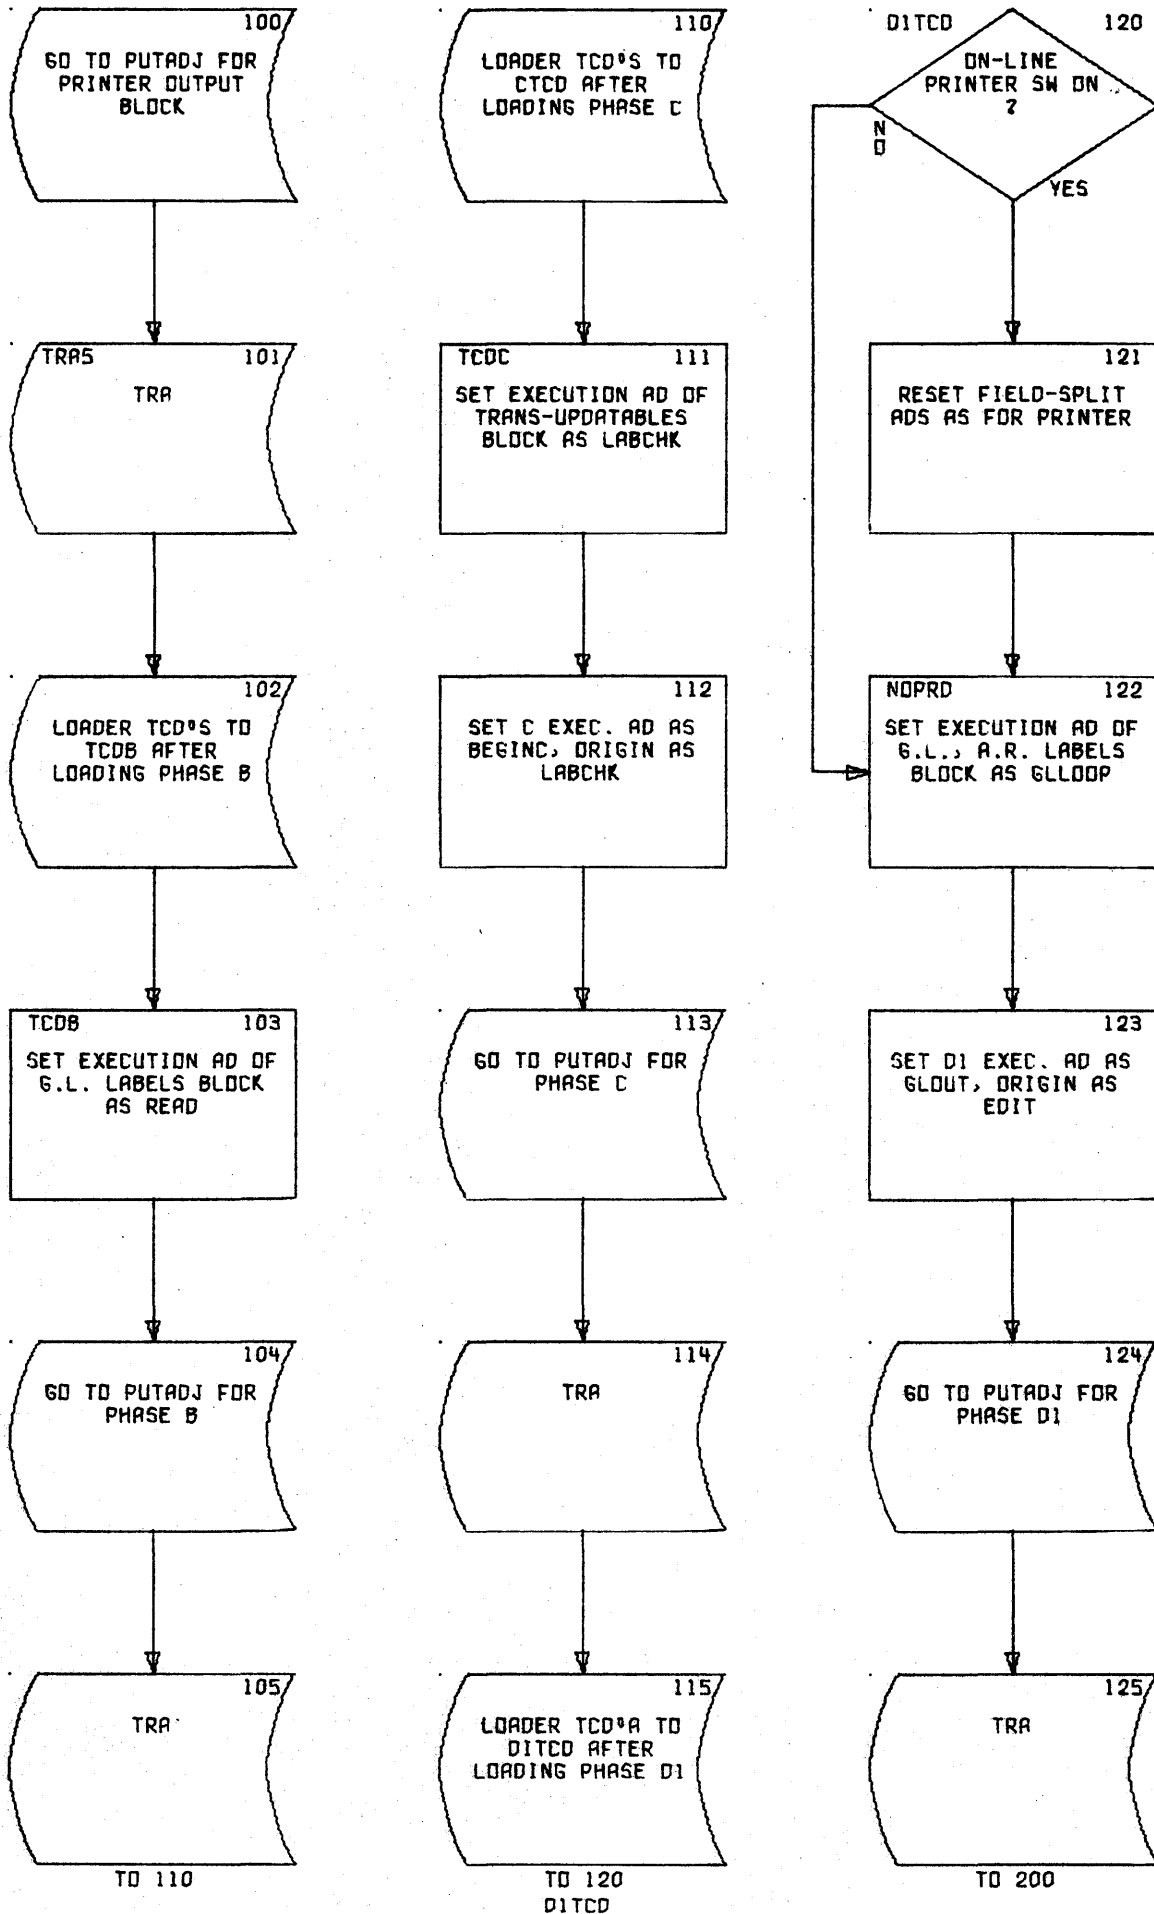 100
GO TO PUTADJ FOR
PRINTER OUTPUT
BLOCK
TRA5 101
TRA
102
LOADER TCD'S TO
TCDB AFTER
LOADING PHASE B
TCDB 103
SET EXECUTION AD OF
G.L. LABELS BLOCK
AS READ
104
GO TO PUTADJ FOR
PHASE B
105
TRA
TO 110
110
LOADER TCD'S TO
CTCD AFTER
LOADING PHASE C
TCDC 111
SET EXECUTION AD OF
TRANS-UPDATABLES
BLOCK AS LABCHK
112
SET C EXEC. AD AS
BEGINC, ORIGIN AS
LABCHK
113
GO TO PUTADJ FOR
PHASE C
114
TRA
115
LOADER TCD'A TO
DITCD AFTER
LOADING PHASE D1
TO 120
D1TCD
D1TCD 120
ON-LINE
PRINTER SW ON
?
NO
YES
121
RESET FIELD-SPLIT
ADS AS FOR PRINTER
NOPRD 122
SET EXECUTION AD OF
G.L., A.R. LABELS
BLOCK AS GLLOOP
123
SET D1 EXEC. AD AS
GLOUT, ORIGIN AS
EDIT
124
GO TO PUTADJ FOR
PHASE D1
125
TRA
TO 200